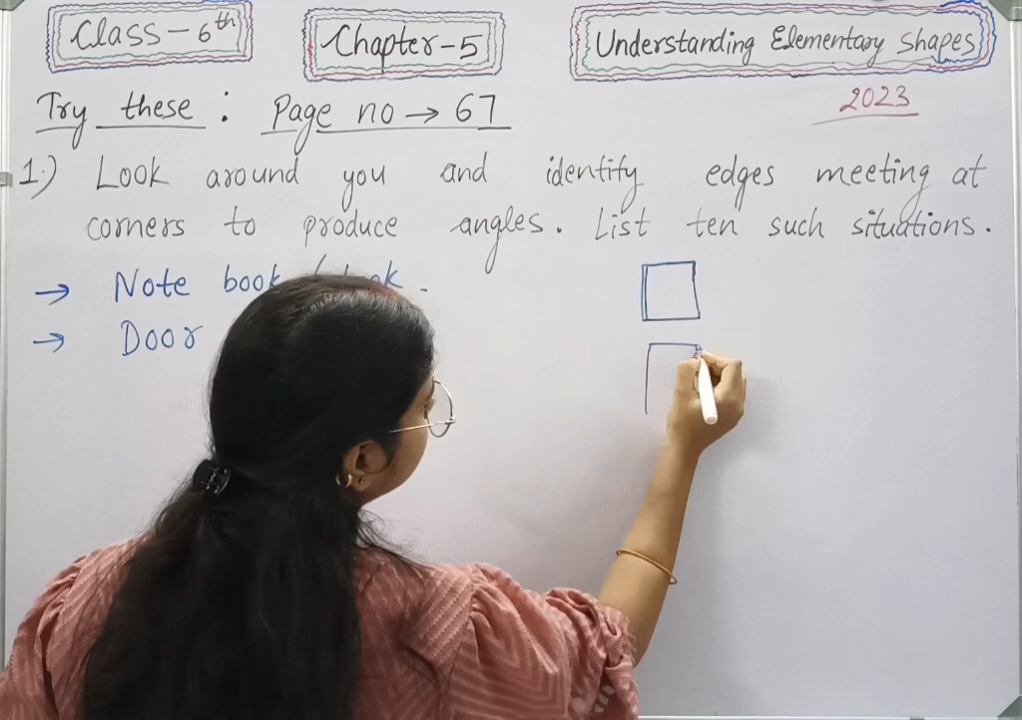 Class-6th
Chapter-5
Understanding Elementary Shapes
2023
Try these : Page no → 67
1.) Look around you and identify edges meeting at
corners to produce angles. List ten such situations.
→ Note book /
→ Door